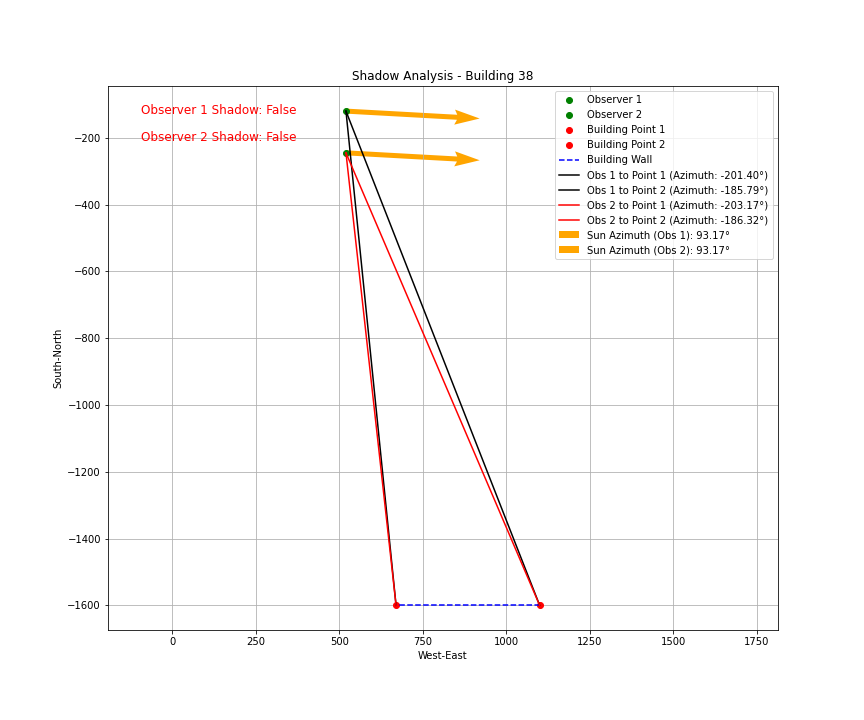 Shadow Analysis - Building 38
Observer 1 Shadow: False
Observer 2 Shadow: False
Observer 1
Observer 2
Building Point 1
Building Point 2
Building Wall
Obs 1 to Point 1 (Azimuth: -201.40°)
Obs 1 to Point 2 (Azimuth: -185.79°)
Obs 2 to Point 1 (Azimuth: -203.17°)
Obs 2 to Point 2 (Azimuth: -186.32°)
Sun Azimuth (Obs 1): 93.17°
Sun Azimuth (Obs 2): 93.17°
South-North
−200
−400
−600
−800
−1000
−1200
−1400
−1600
0 250 500 750 1000 1250 1500 1750
West-East